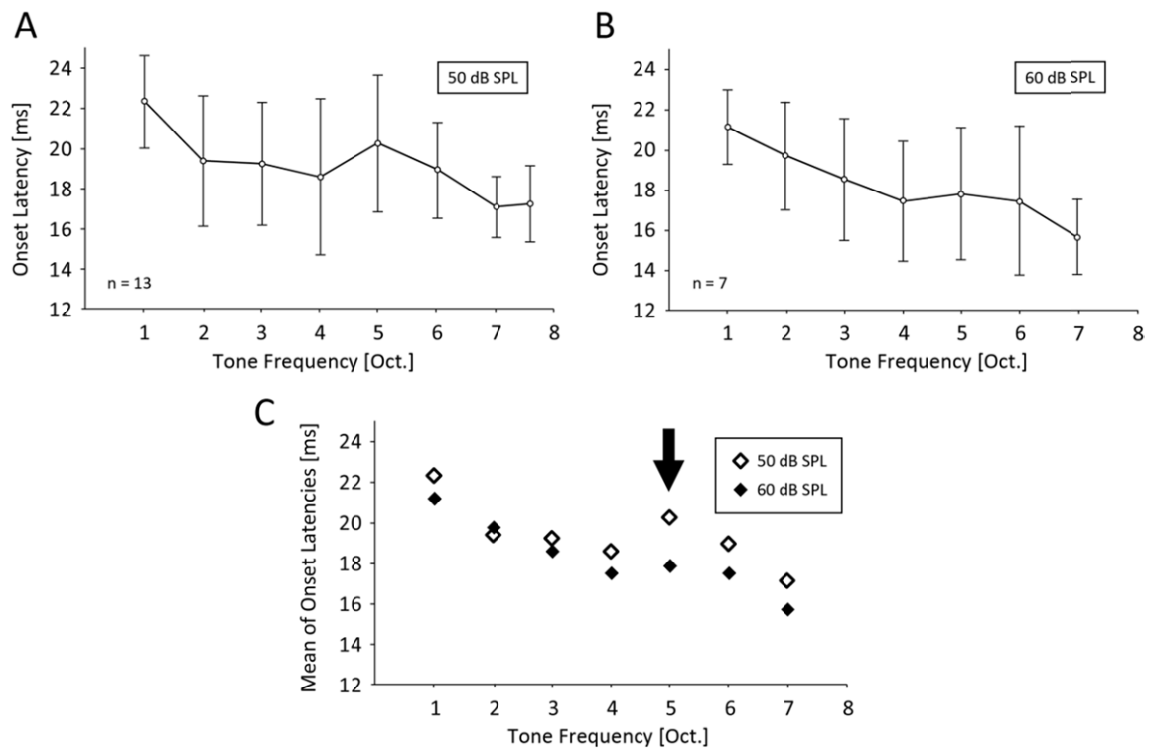 A
Onset Latency [ms]
24
22
20
18
16
14
12
50 dB SPL
n = 13
1 2 3 4 5 6 7 8
Tone Frequency [Oct.]
B
Onset Latency [ms]
24
22
20
18
16
14
12
60 dB SPL
n = 7
1 2 3 4 5 6 7 8
Tone Frequency [Oct.]
C
Mean of Onset Latencies [ms]
24
22
20
18
16
14
12
50 dB SPL
60 dB SPL
1 2 3 4 5 6 7 8
Tone Frequency [Oct.]